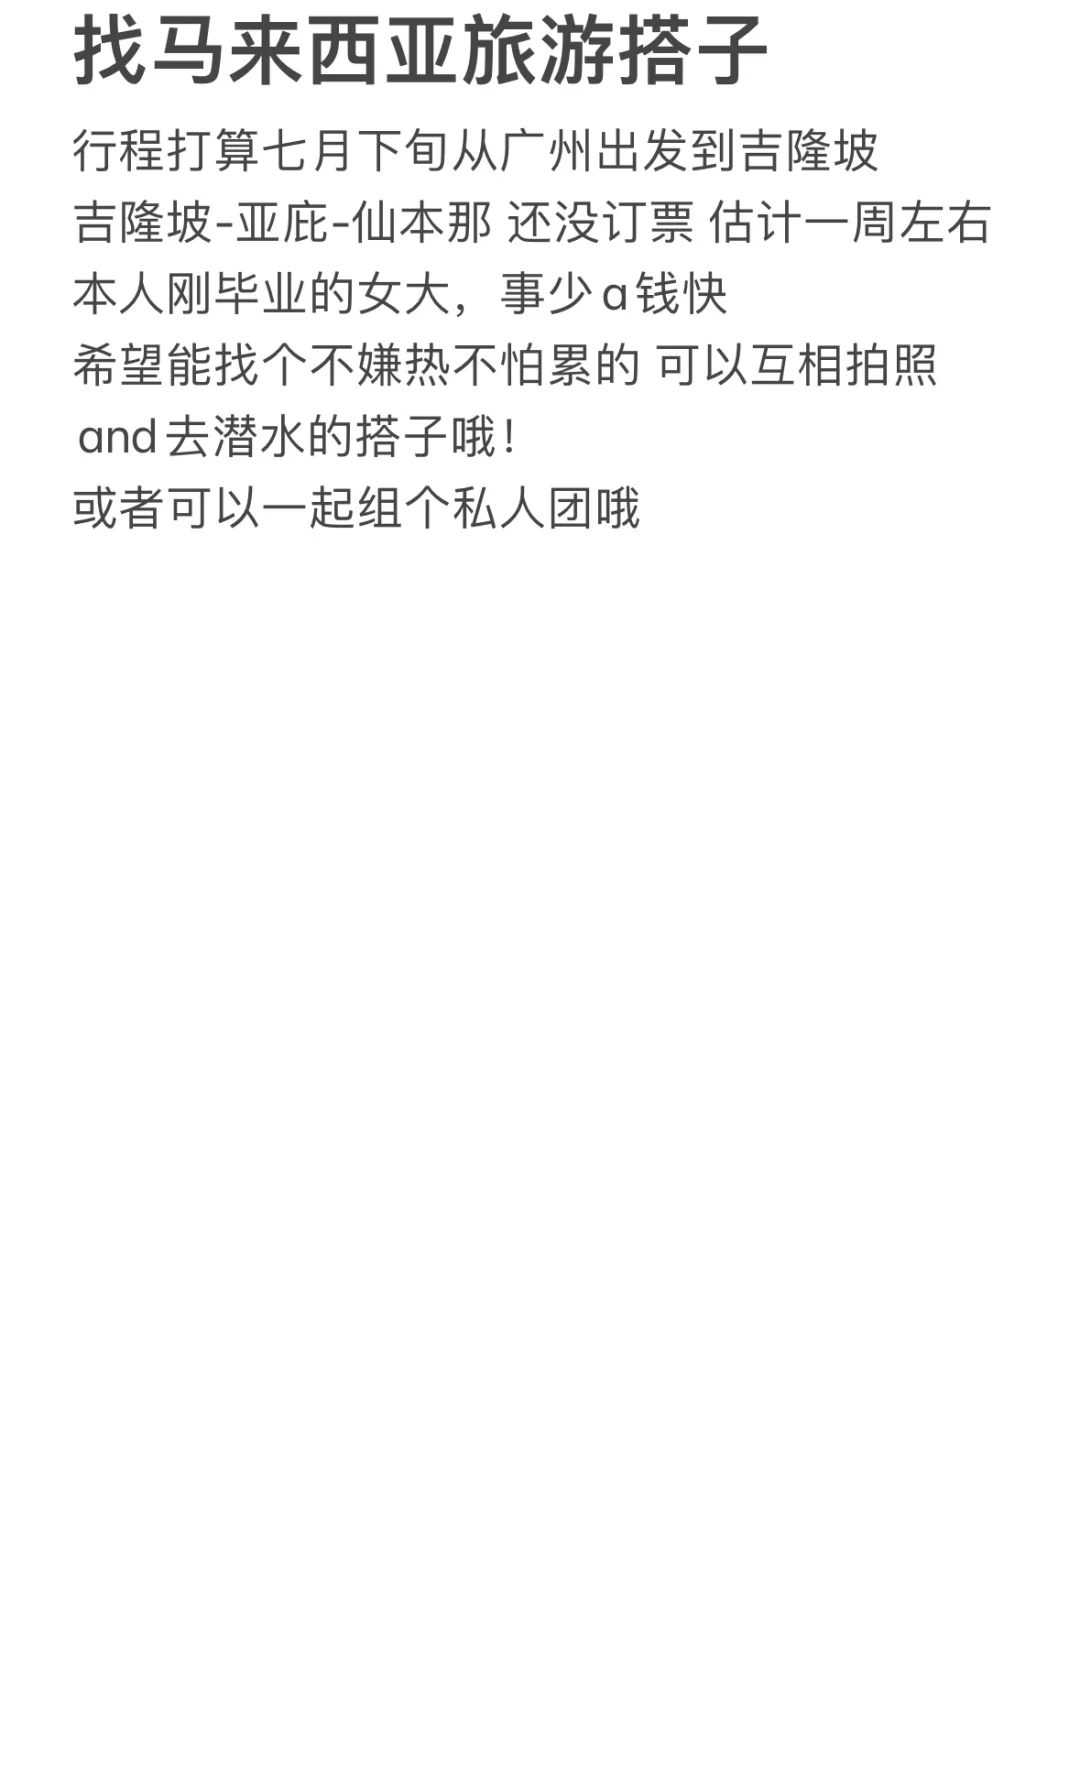 找马来西亚旅游搭子
行程打算七月下旬从广州出发到吉隆坡
吉隆坡-亚庇-仙本那 还没订票 估计一周左右
本人刚毕业的女大，事少a钱快
希望能找个不嫌热不怕累的 可以互相拍照
and去潜水的搭子哦！
或者可以一起组个私人团哦